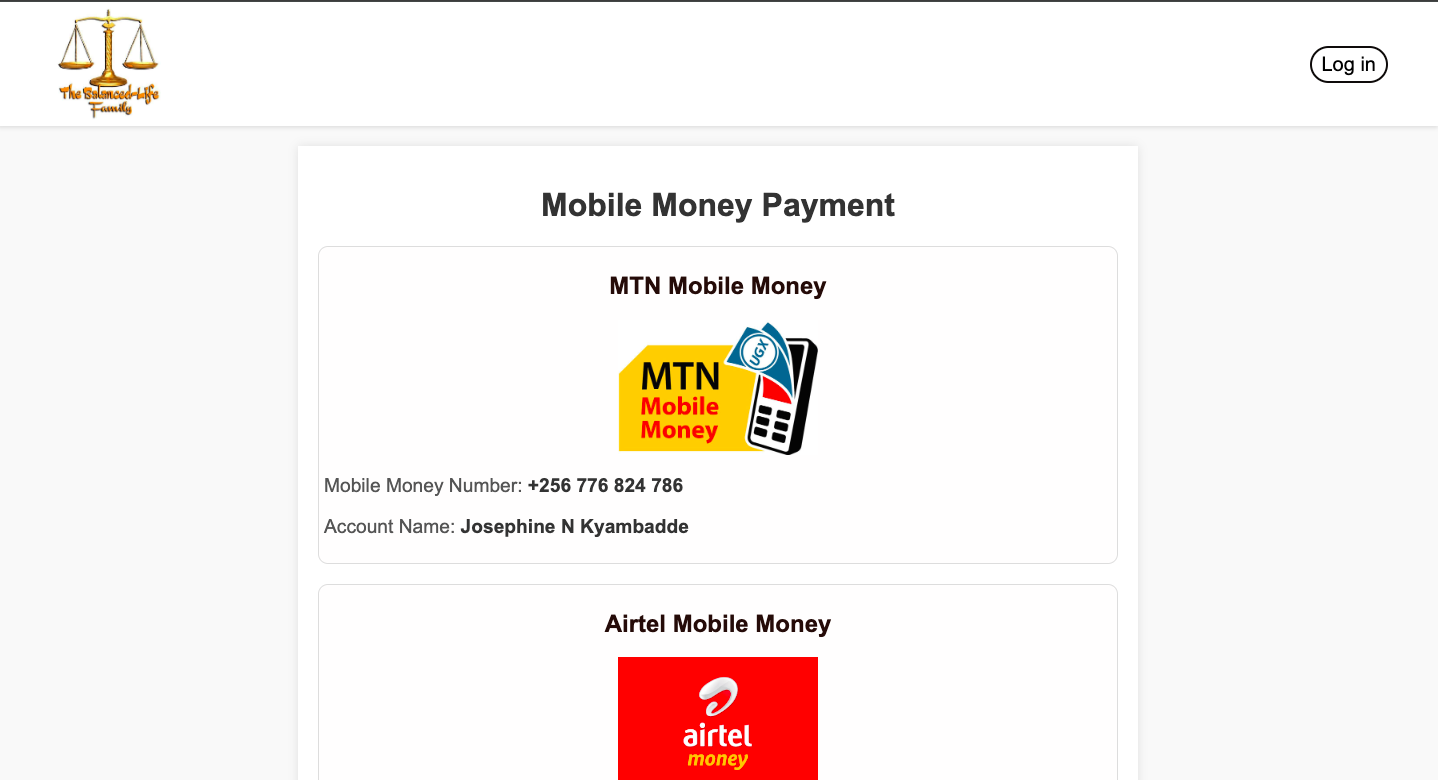 The Balanced-Life
Family
Log in
Mobile Money Payment
MTN Mobile Money
UGX
MTN
Mobile
Money
Mobile Money Number: +256 776 824 786
Account Name: Josephine N Kyambadde
Airtel Mobile Money
airtel
money